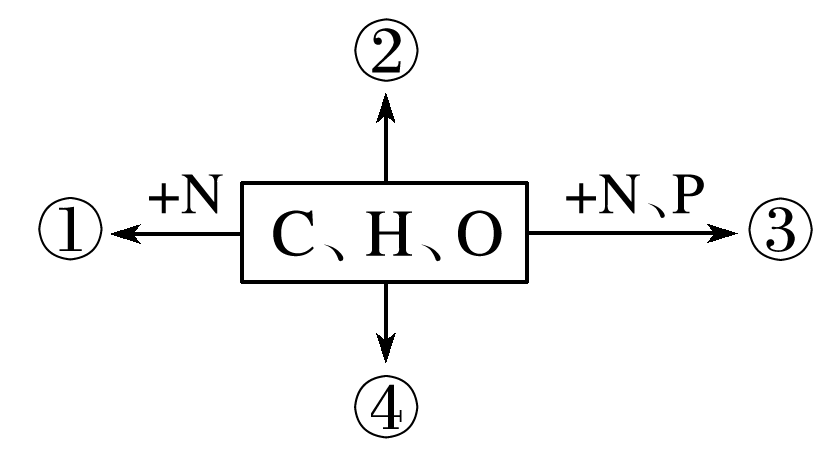 ②
① +N C、H、O +N、P ③
④